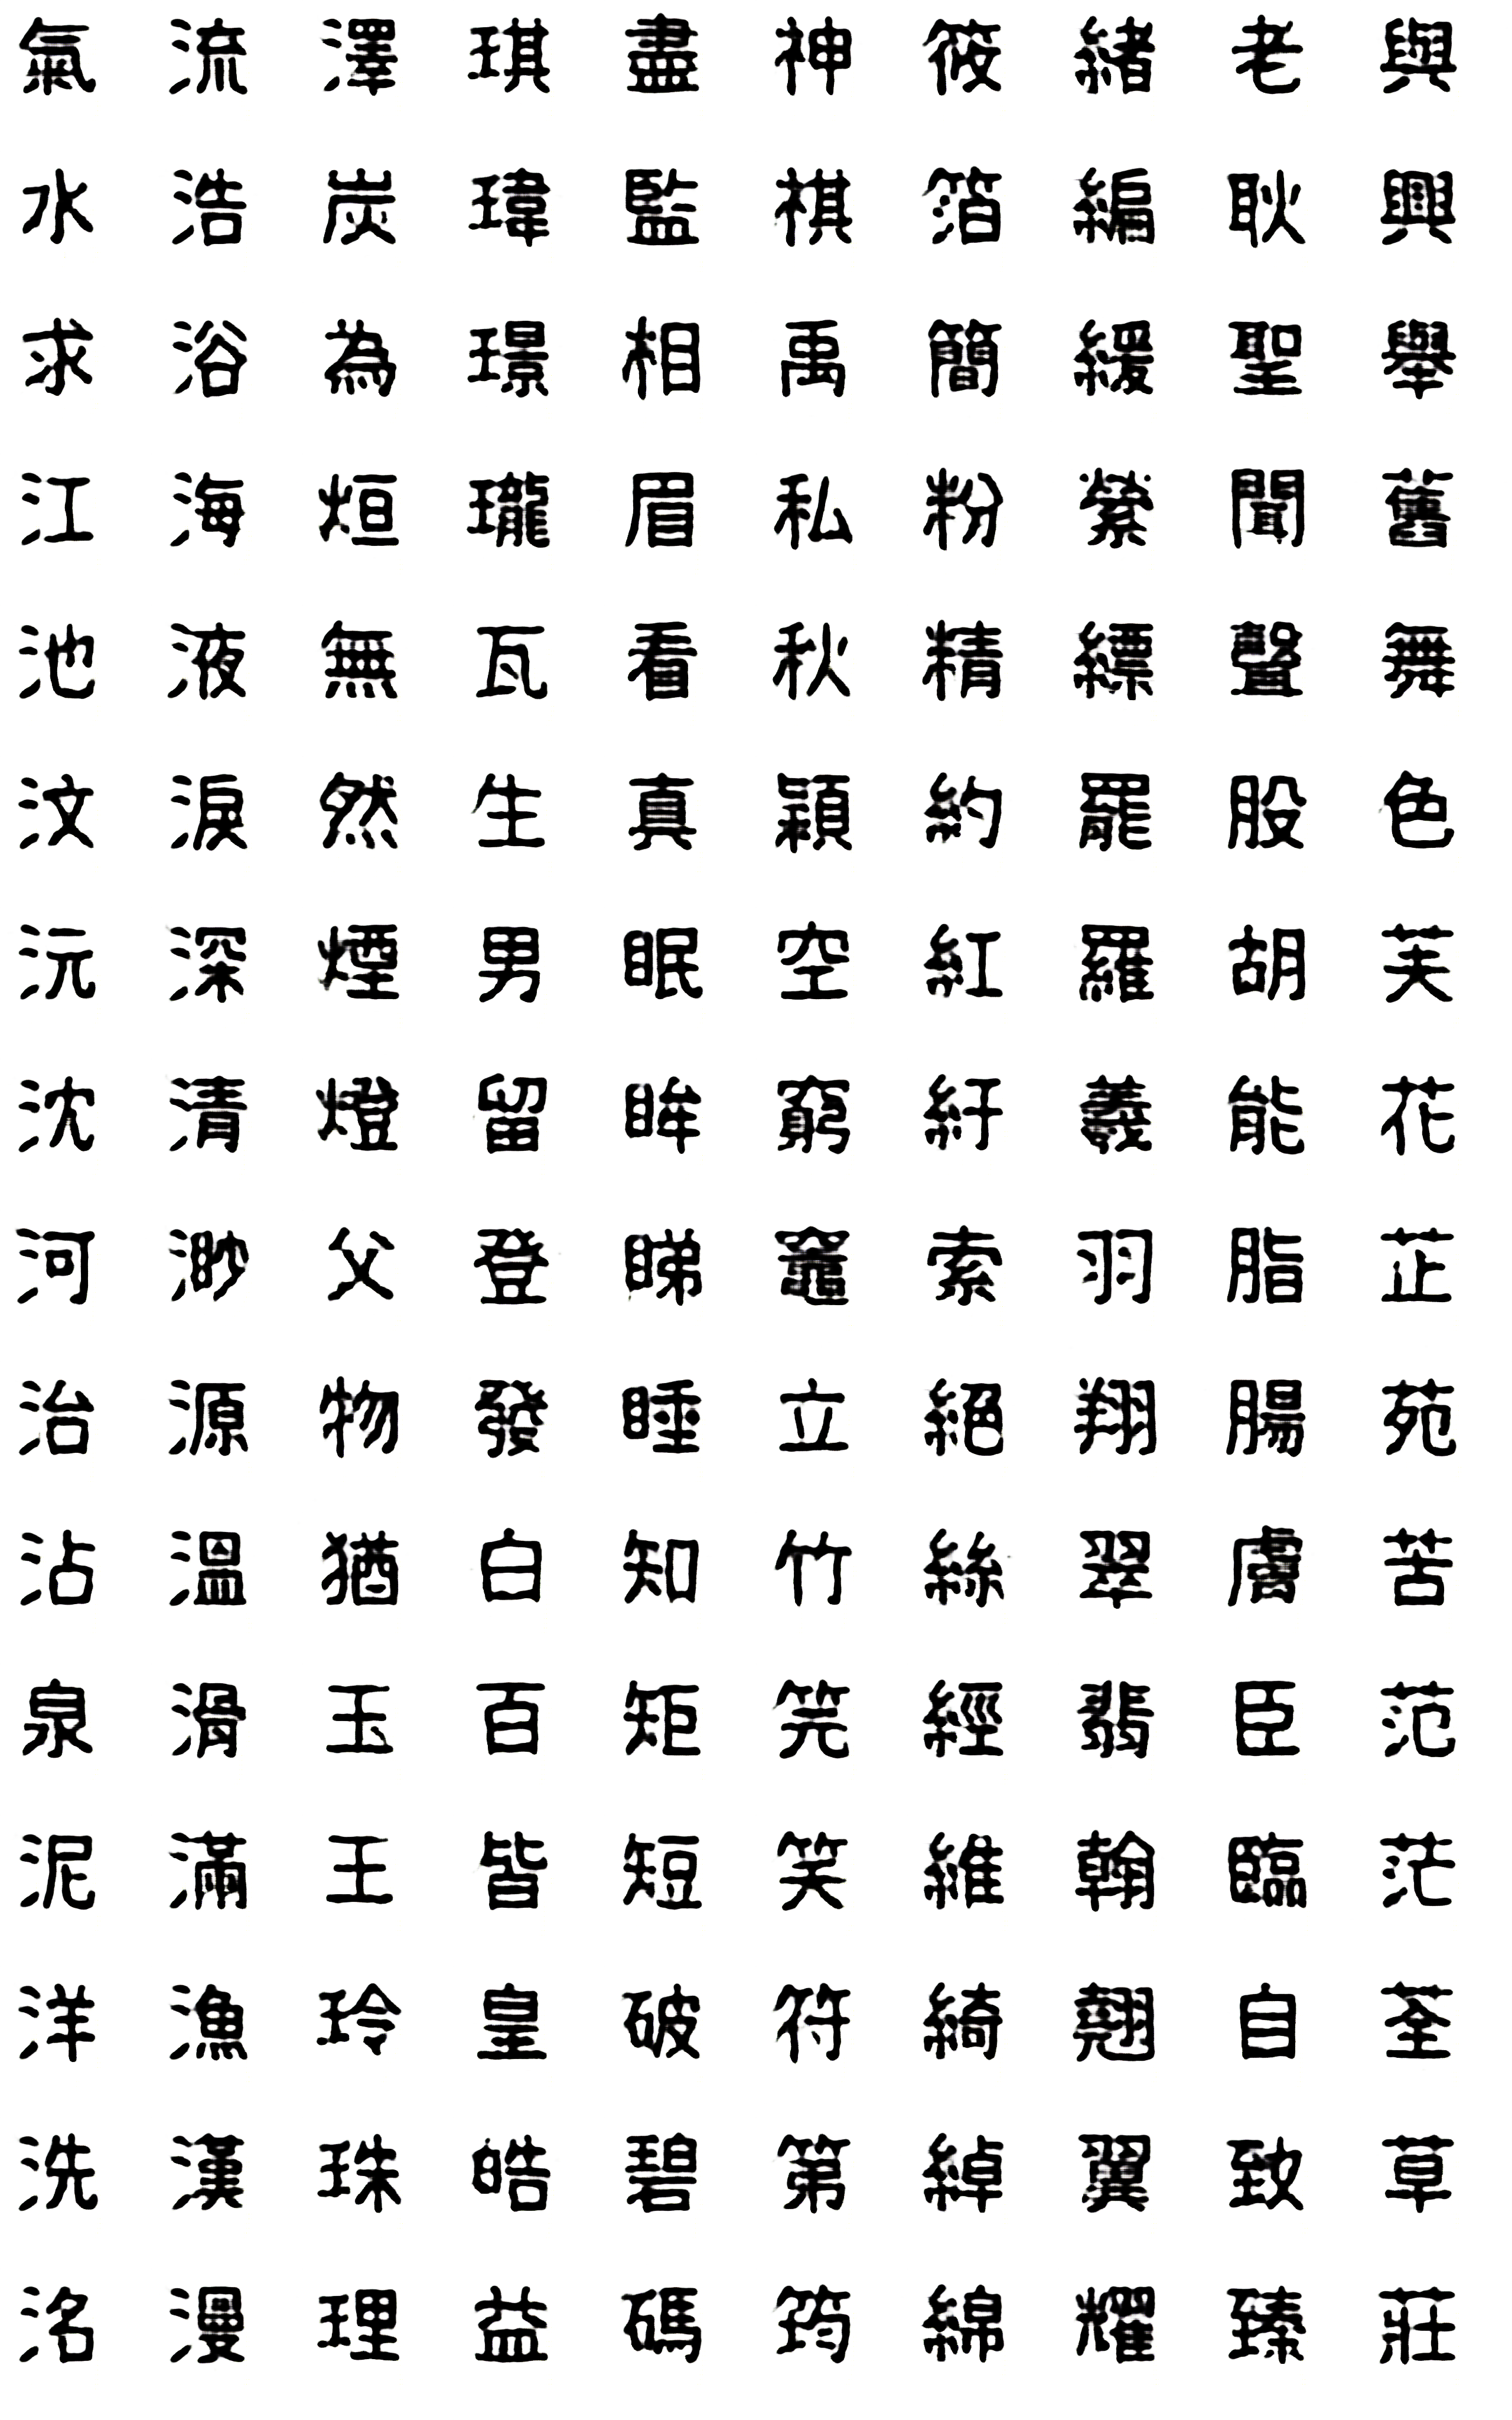 氣流澤琪盡神筱緒老與
水浩炭瑋監祺箔編耿興
求浴為璟相禹簡緩聖舉
江海烜瓏眉私粉縈聞舊
池液無瓦看秋精縹聲舞
汶淚然生真穎約罷股色
沅深煙男眠空紅羅胡芙
沈清燈留眸窮紆羲能花
河渺父登睇竈索羽脂芷
治源物發睡立絕翔腸苑
沾溫猶白知竹絲翠膚苦
泉滑玉百矩筦經翡臣范
泥滿王皆短笑維翰臨茫
洋漁玲皇破符綺翹自荃
洗漢珠皓碧第綽翼致草
洺漫理益碼筠綿耀臻莊